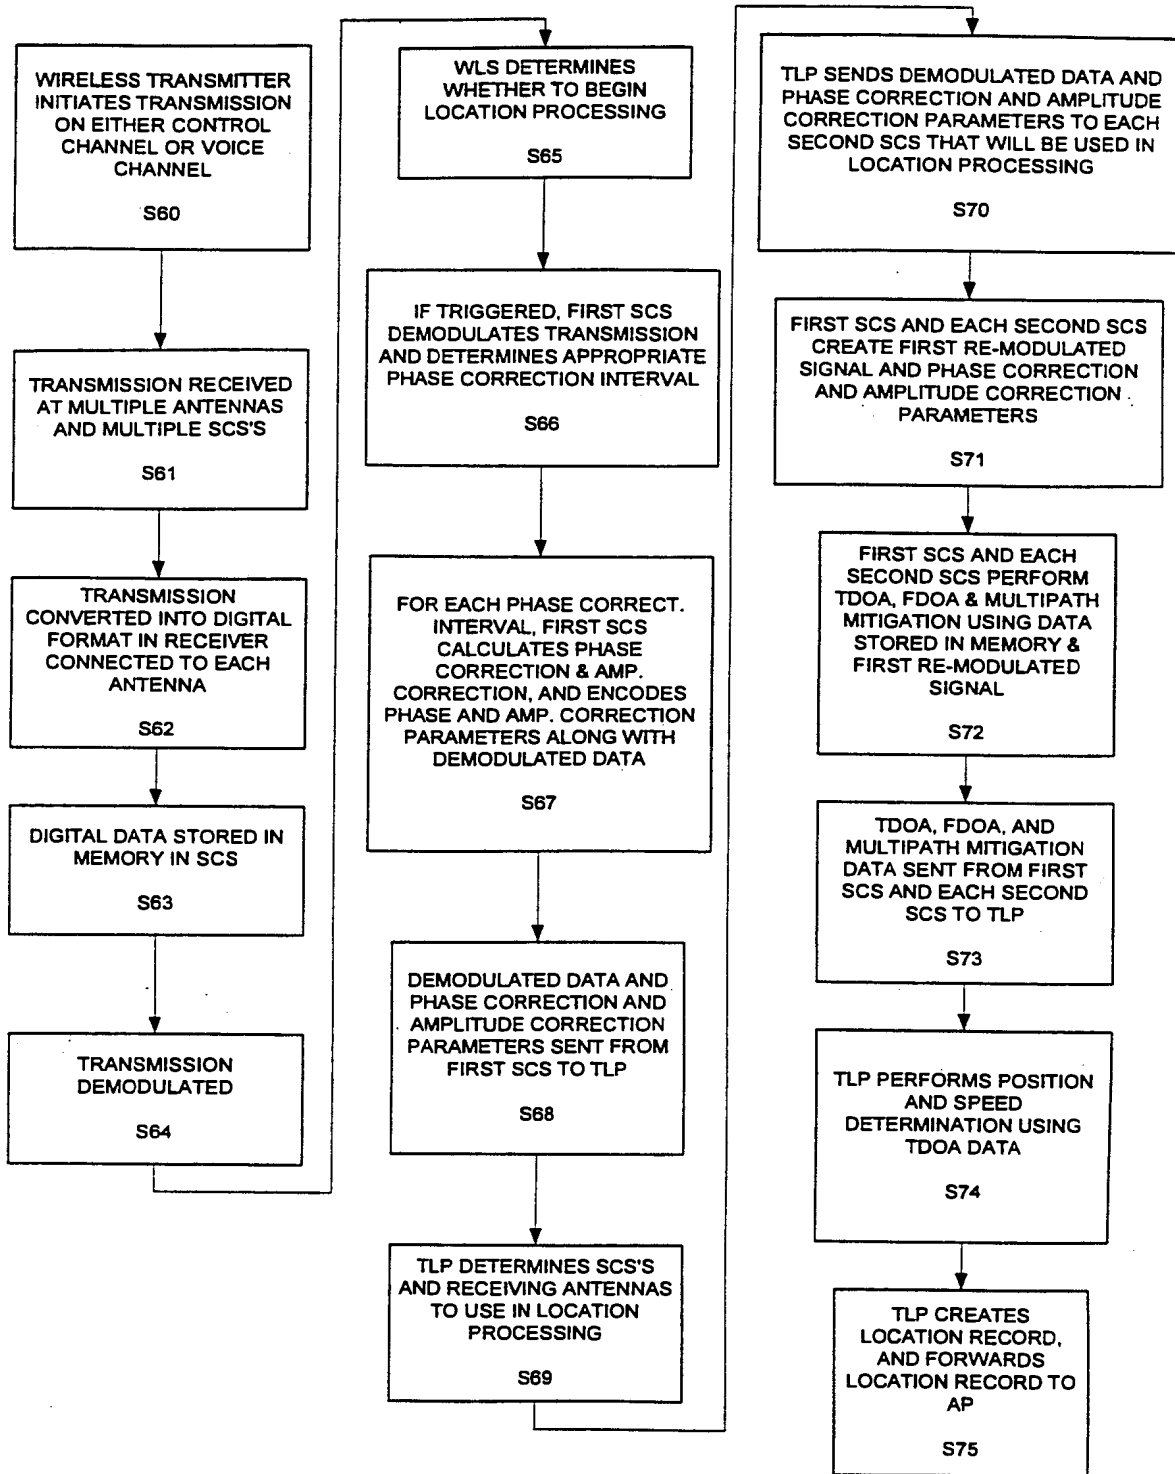 WIRELESS TRANSMITTER
INITIATES TRANSMISSION
ON EITHER CONTROL
CHANNEL OR VOICE
CHANNEL
S60
TRANSMISSION RECEIVED
AT MULTIPLE ANTENNAS
AND MULTIPLE SCS'S
S61
TRANSMISSION
CONVERTED INTO DIGITAL
FORMAT IN RECEIVER
CONNECTED TO EACH
ANTENNA
S62
DIGITAL DATA STORED IN
MEMORY IN SCS
S63
TRANSMISSION
DEMODULATED
S64
WLS DETERMINES
WHETHER TO BEGIN
LOCATION PROCESSING
S65
IF TRIGGERED, FIRST SCS
DEMODULATES TRANSMISSION
AND DETERMINES APPROPRIATE
PHASE CORRECTION INTERVAL
S66
FOR EACH PHASE CORRECT.
INTERVAL, FIRST SCS
CALCULATES PHASE
CORRECTION & AMP.
CORRECTION, AND ENCODES
PHASE AND AMP. CORRECTION
PARAMETERS ALONG WITH
DEMODULATED DATA
S67
DEMODULATED DATA AND
PHASE CORRECTION AND
AMPLITUDE CORRECTION
PARAMETERS SENT FROM
FIRST SCS TO TLP
S68
TLP DETERMINES SCS'S
AND RECEIVING ANTENNAS
TO USE IN LOCATION
PROCESSING
S69
TLP SENDS DEMODULATED DATA AND
PHASE CORRECTION AND AMPLITUDE
CORRECTION PARAMETERS TO EACH
SECOND SCS THAT WILL BE USED IN
LOCATION PROCESSING
S70
FIRST SCS AND EACH SECOND SCS
CREATE FIRST RE-MODULATED
SIGNAL AND PHASE CORRECTION
AND AMPLITUDE CORRECTION
PARAMETERS
S71
FIRST SCS AND EACH
SECOND SCS PERFORM
TDOA, FDOA & MULTIPATH
MITIGATION USING DATA
STORED IN MEMORY &
FIRST RE-MODULATED
SIGNAL
S72
TDOA, FDOA, AND
MULTIPATH MITIGATION
DATA SENT FROM FIRST
SCS AND EACH SECOND
SCS TO TLP
S73
TLP PERFORMS POSITION
AND SPEED
DETERMINATION USING
TDOA DATA
S74
TLP CREATES
LOCATION RECORD,
AND FORWARDS
LOCATION RECORD TO
AP
S75